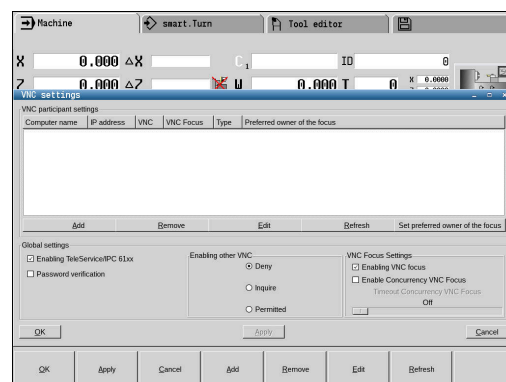 Machine
smart.Turn
Tool editor
X 0.000 △X C 1 ID 0
Z 0.000 △Z W 0.000 T 0 X 0.0000
VNC settings
VNC participant settings
Computer name IP address VNC VNC Focus Type Preferred owner of the focus
Add Remove Edit Refresh Set preferred owner of the focus
Global settings
Enabling TeleService/IPC 61xx
Password verification
Enabling other VNC
Deny
Inquire
Permitted
VNC Focus Settings
Enabling VNC focus
Enable Concurrency VNC Focus
Timeout Concurrency VNC Focus
Off
OK Apply Cancel
OK Apply Cancel Add Remove Edit Refresh